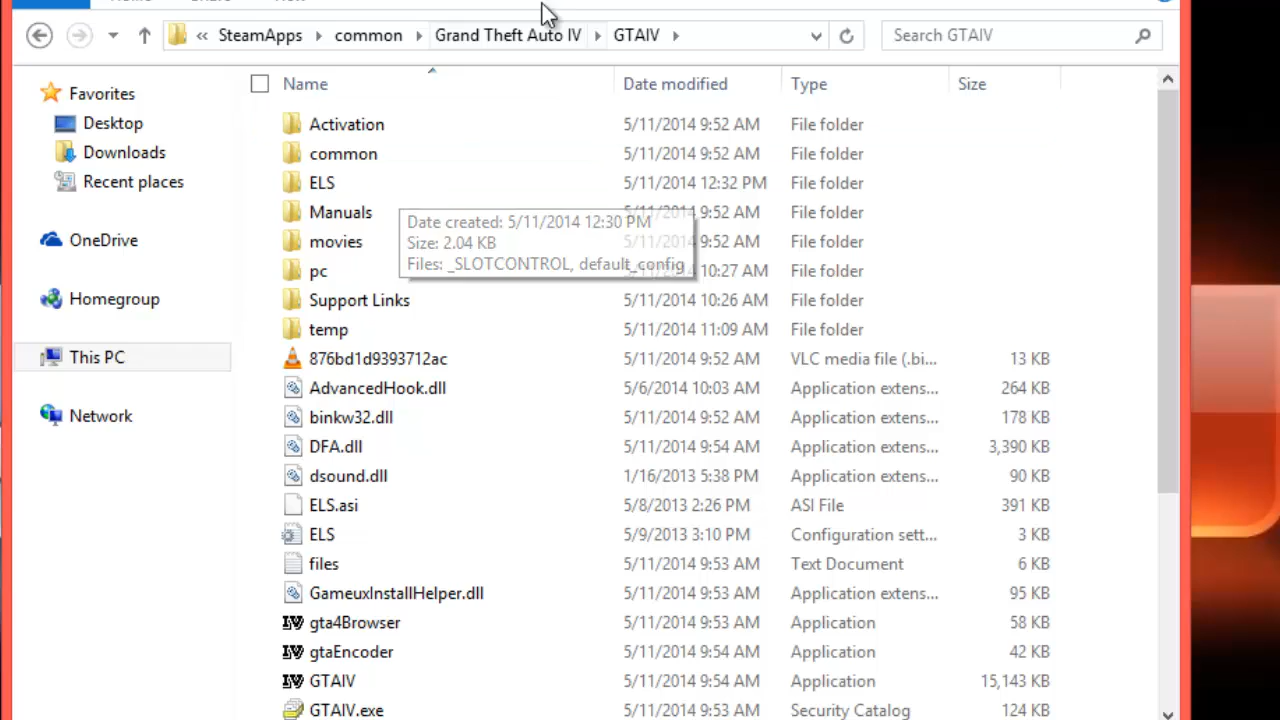 « SteamApps common Grand Theft Auto IV GTAIV Search GTAIV
Name Date modified Type Size
Favorites
Desktop
Downloads
Recent places
OneDrive
Homegroup
This PC
Network
Activation 5/11/2014 9:52 AM File folder
common 5/11/2014 9:52 AM File folder
ELS 5/11/2014 12:32 PM File folder
Manuals 9:52 AM File folder
movies 9:52 AM File folder
pc 10:27 AM File folder
Date created: 5/11/2014 12:30 PM
Size: 2.04 KB
Files: _SLOTCONTROL, default_config
Support Links 5/11/2014 10:26 AM File folder
temp 5/11/2014 11:09 AM File folder
876bd1d9393712ac 5/11/2014 9:52 AM VLC media file (.bi... 13 KB
AdvancedHook.dll 5/6/2014 10:03 AM Application extens... 264 KB
binkw32.dll 5/11/2014 9:52 AM Application extens... 178 KB
DFA.dll 5/11/2014 9:54 AM Application extens... 3,390 KB
dsound.dll 1/16/2013 5:38 PM Application extens... 90 KB
ELS.asi 5/8/2013 2:26 PM ASI File 391 KB
ELS 5/9/2013 3:10 PM Configuration sett... 3 KB
files 5/11/2014 9:53 AM Text Document 6 KB
GameuxInstallHelper.dll 5/11/2014 9:53 AM Application extens... 95 KB
gta4Browser 5/11/2014 9:53 AM Application 58 KB
gtaEncoder 5/11/2014 9:54 AM Application 42 KB
GTAIV 5/11/2014 9:54 AM Application 15,143 KB
GTAIV.exe 5/11/2014 9:53 AM Security Catalog 124 KB